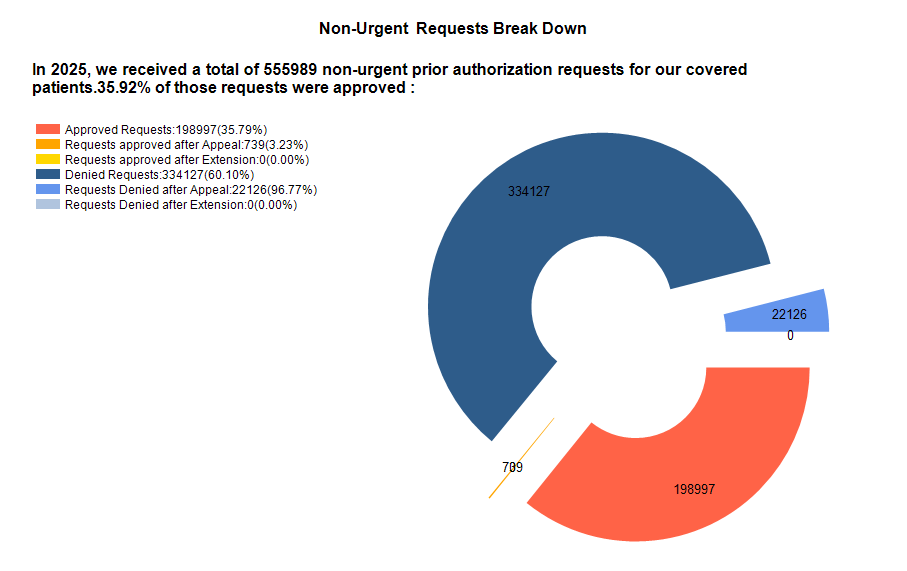 Non-Urgent Requests Break Down
In 2025, we received a total of 555989 non-urgent prior authorization requests for our covered
patients.35.92% of those requests were approved :
Approved Requests:198997(35.79%)
Requests approved after Appeal:739(3.23%)
Requests approved after Extension:0(0.00%)
Denied Requests:334127(60.10%)
Requests Denied after Appeal:22126(96.77%)
Requests Denied after Extension:0(0.00%)
334127
22126
0
198997